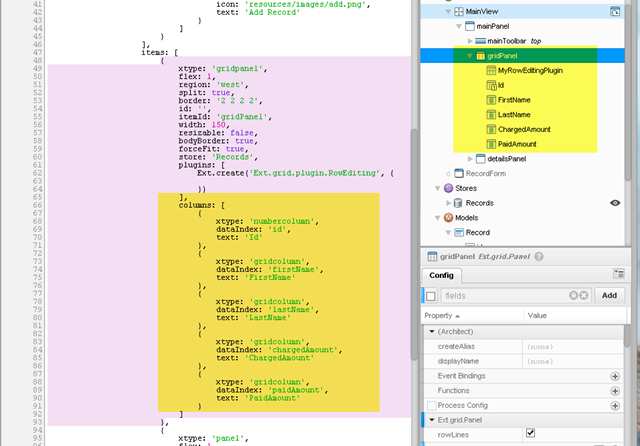 41 icon: 'resources/images/add.png',
42 text: 'Add Record'
43 }
44 ]
45 }
46 ],
47 items: [
48 {
49 xtype: 'gridpanel',
50 flex: 1,
51 region: 'west',
52 split: true,
53 border: '2 2 2 2',
54 id: '',
55 itemId: 'gridPanel',
56 width: 150,
57 resizable: false,
58 bodyBorder: true,
59 forceFit: true,
60 store: 'Records',
61 plugins: [
62 Ext.create('Ext.grid.plugin.RowEditing', {
63
64 })
65 ],
66 columns: [
67 {
68 xtype: 'numbercolumn',
69 dataIndex: 'id',
70 text: 'Id'
71 },
72 {
73 xtype: 'gridcolumn',
74 dataIndex: 'firstName',
75 text: 'FirstName'
76 },
77 {
78 xtype: 'gridcolumn',
79 dataIndex: 'lastName',
80 text: 'LastName'
81 },
82 {
83 xtype: 'gridcolumn',
84 dataIndex: 'chargedAmount',
85 text: 'ChargedAmount'
86 },
87 {
88 xtype: 'gridcolumn',
89 dataIndex: 'paidAmount',
90 text: 'PaidAmount'
91 }
92 ]
93 },
94 {
95 xtype: 'panel',
MainView
mainPanel
mainToolbar top
gridPanel
MyRowEditingPlugin
Id
FirstName
LastName
ChargedAmount
PaidAmount
detailsPanel
c RecordForm
Stores
Records
Models
Record
gridPanel Ext.grid.Panel ?
Config
fields
Add
Property Value
(Architect)
createAlias (none)
displayName (none)
Event Bindings
Functions
Process Config
Ext.grid.Panel
rowLines